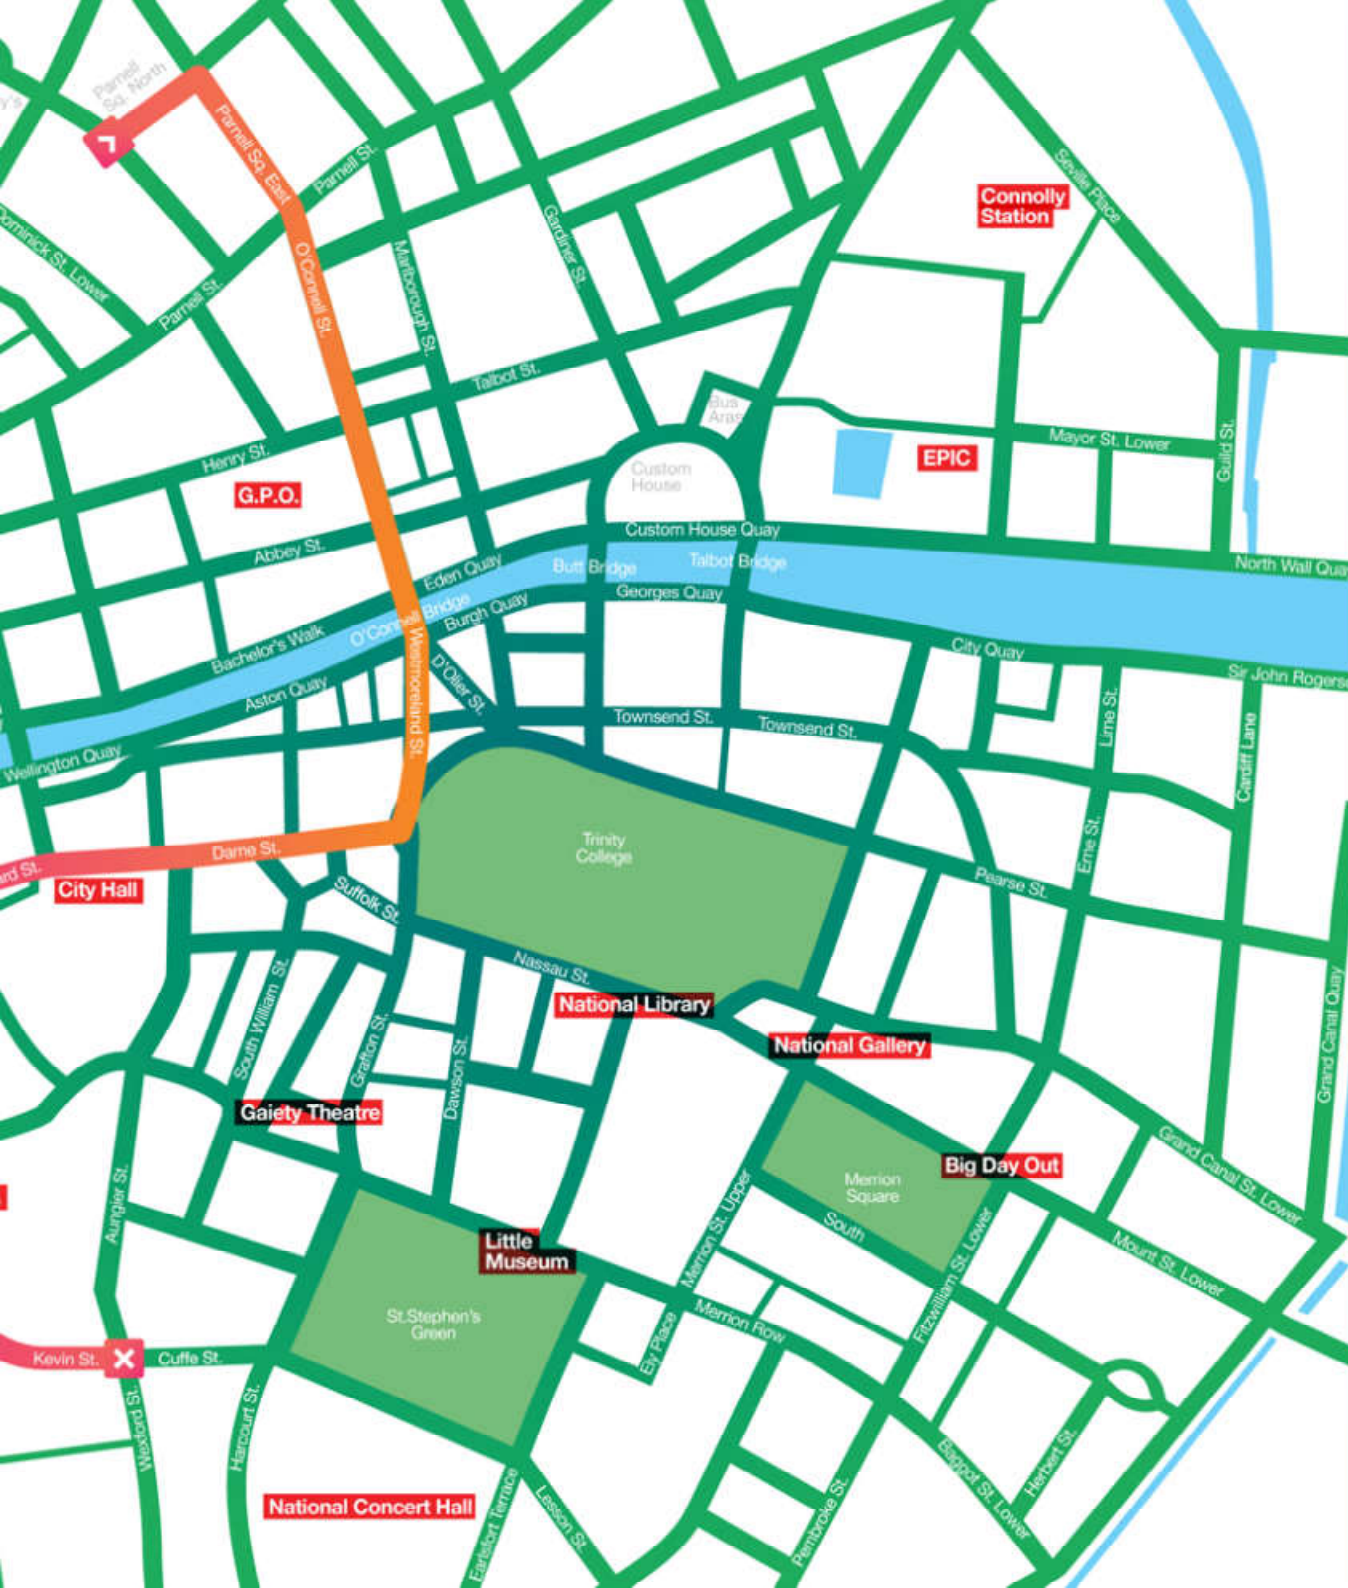 Parnell
Sq. North
y's
Parnell Sq. East
Parnell St.
Seville Place
Connolly
Station
Dominick St. Lower
Gardiner St.
O'Connell St.
Marlborough St.
Parnell St.
Talbot St.
Bus
Aras
Henry St.
Custom
House
EPIC
Mayor St. Lower
Guild St.
G.P.O.
Abbey St.
Custom House Quay
Eden Quay
Butt Bridge
Talbot Bridge
North Wall Quay
O'Connell Bridge
Burgh Quay
Georges Quay
Bachelor's Walk
Westmoreland St.
D'Olier St.
City Quay
Sir John Rogerso
Aston Quay
Townsend St.
Townsend St.
Lime St.
Cardiff Lane
Wellington Quay
Trinity
College
Dame St.
ard St.
City Hall
Suffolk St.
Erne St.
Pearse St.
Nassau St.
National Library
South William St.
Grafton St.
Dawson St.
National Gallery
Grand Canal Quay
Gaiety Theatre
Big Day Out
Merrion
Square
South
Merrion St. Upper
Grand Canal St. Lower
Aungier St.
Little
Museum
Fitzwilliam St. Lower
Mount St. Lower
St.Stephen's
Green
Merrion Row
Ely Place
Kevin St.
Cuffe St.
Wexford St.
Harcourt St.
National Concert Hall
Earlsfort Terrace
Lesson St.
Pembroke St.
Baggot St. Lower
Herbert St.